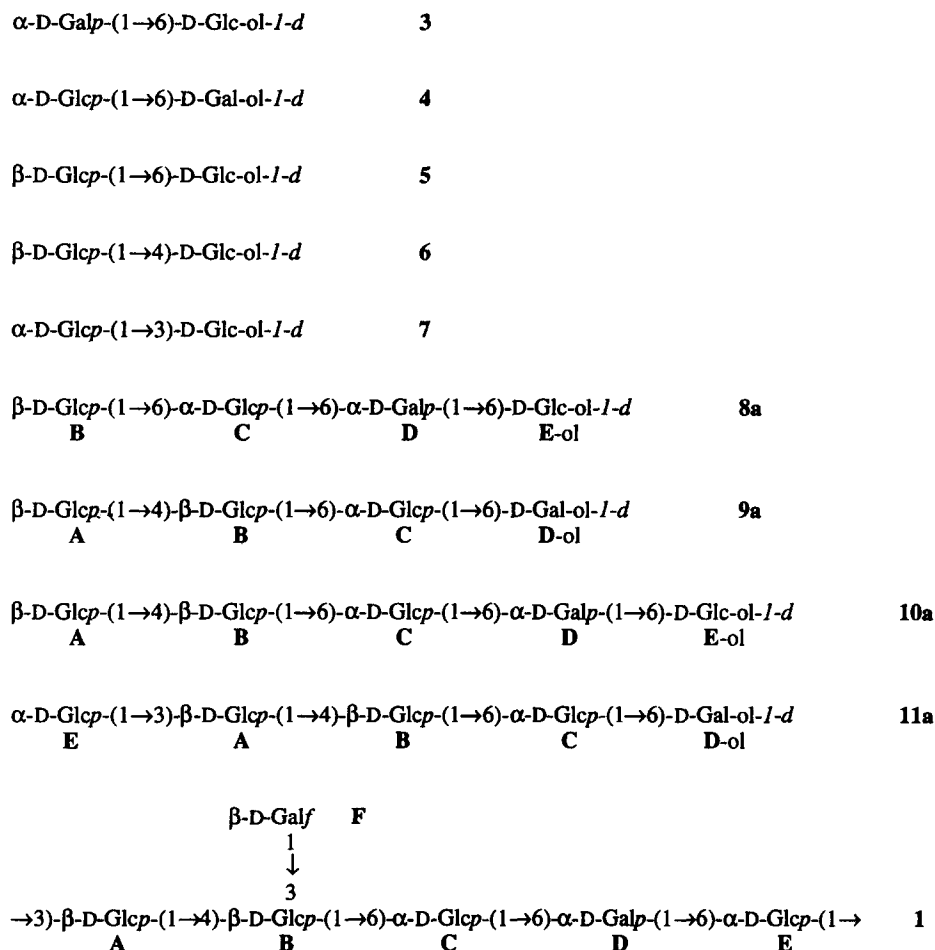 α-D-Galp-(1→6)-D-Glc-ol-1-d 3
α-D-Glcp-(1→6)-D-Gal-ol-1-d 4
β-D-Glcp-(1→6)-D-Glc-ol-1-d 5
β-D-Glcp-(1→4)-D-Glc-ol-1-d 6
α-D-Glcp-(1→3)-D-Glc-ol-1-d 7
β-D-Glcp-(1→6)-α-D-Glcp-(1→6)-α-D-Galp-(1→6)-D-Glc-ol-1-d 8a
B C D E-ol
β-D-Glcp-(1→4)-β-D-Glcp-(1→6)-α-D-Glcp-(1→6)-D-Gal-ol-1-d 9a
A B C D-ol
β-D-Glcp-(1→4)-β-D-Glcp-(1→6)-α-D-Glcp-(1→6)-α-D-Galp-(1→6)-D-Glc-ol-1-d 10a
A B C D E-ol
α-D-Glcp-(1→3)-β-D-Glcp-(1→4)-β-D-Glcp-(1→6)-α-D-Glcp-(1→6)-D-Gal-ol-1-d 11a
E A B C D-ol
β-D-Galf F
1
↓
3
→3)-β-D-Glcp-(1→4)-β-D-Glcp-(1→6)-α-D-Glcp-(1→6)-α-D-Galp-(1→6)-α-D-Glcp-(1→ 1
A B C D E